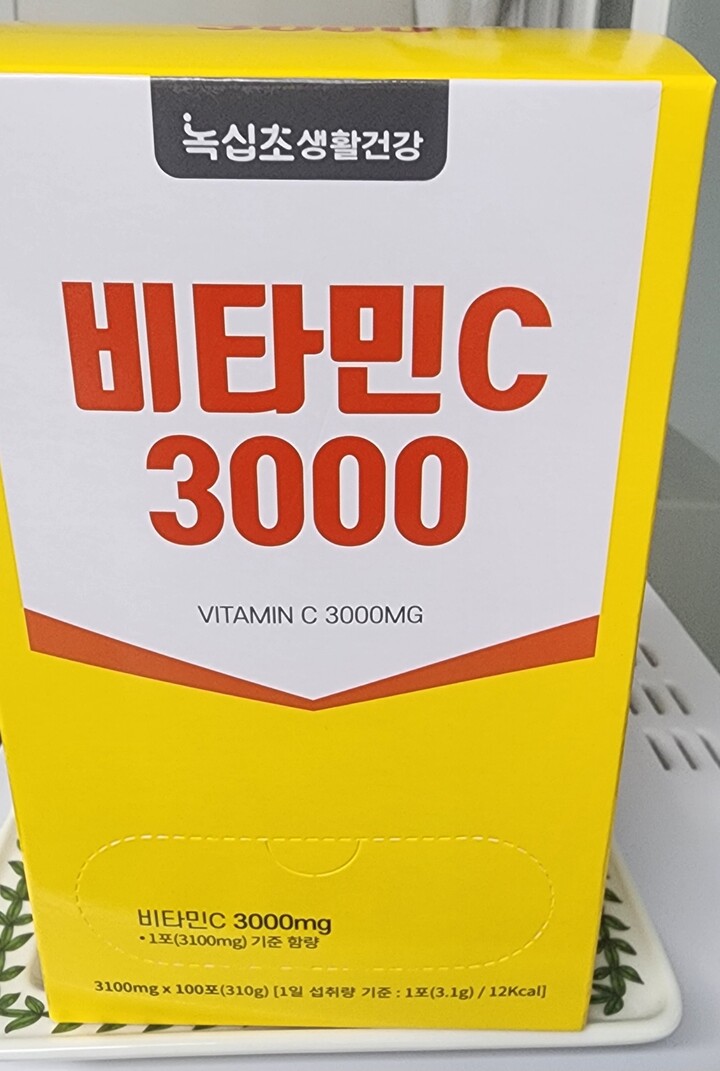 녹십초생활건강
비타민C
3000
VITAMIN C 3000MG
비타민C 3000mg
• 1포(3100mg) 기준 함량
3100mg x 100포(310g) [1일 섭취량 기준 : 1포(3.1g) / 12Kcal]